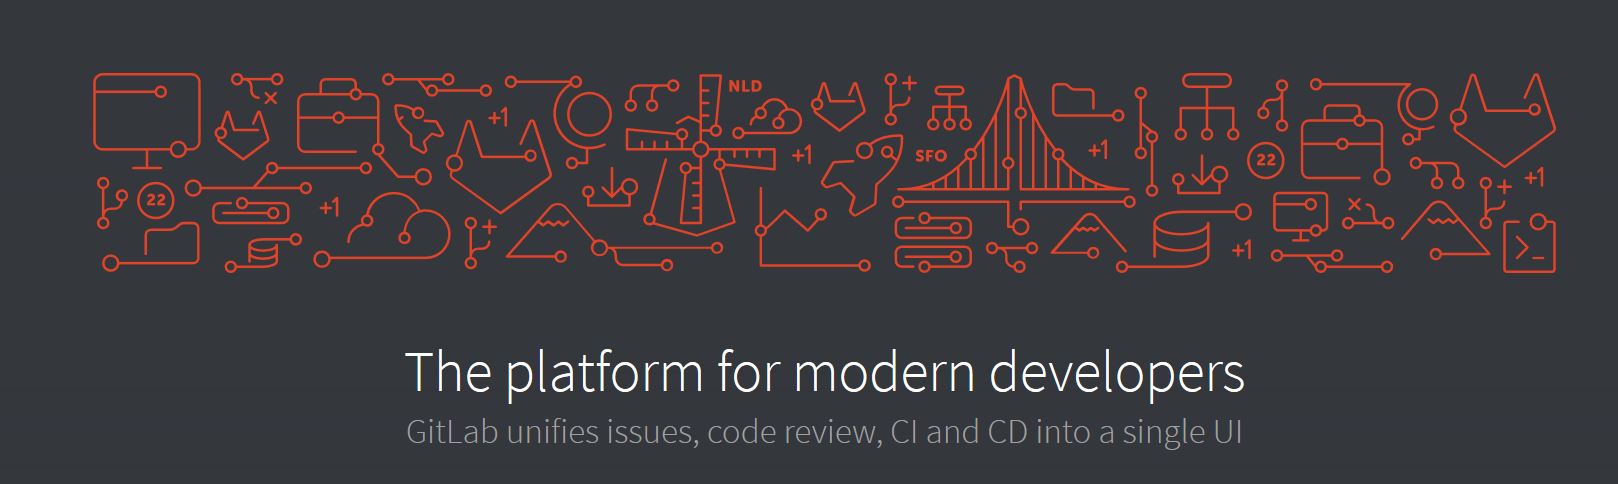 NLD
+1
+1
SFO
+1
22
22
+1
+1
+1
The platform for modern developers
GitLab unifies issues, code review, CI and CD into a single UI